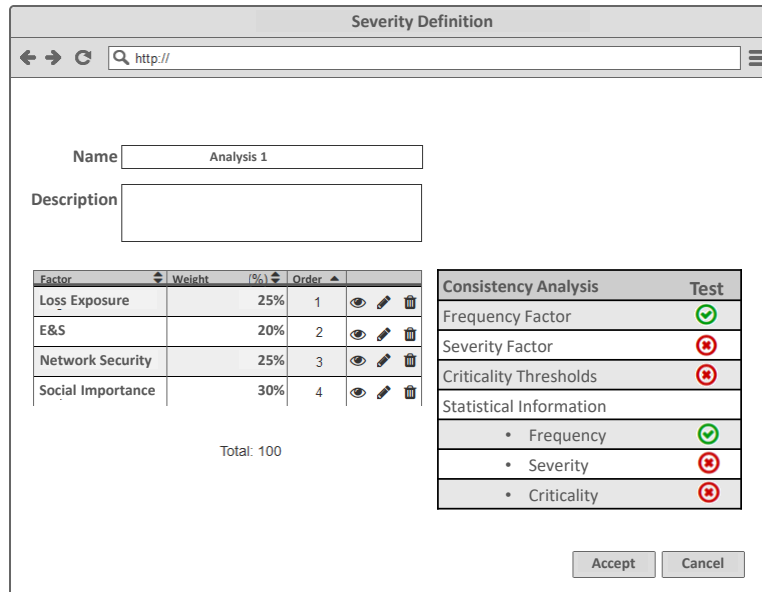 Severity Definition
http://
Name Analysis 1
Description
Factor Weight (%) Order
Loss Exposure 25% 1
E&S 20% 2
Network Security 25% 3
Social Importance 30% 4
Total: 100
Consistency Analysis Test
Frequency Factor
Severity Factor
Criticality Thresholds
Statistical Information
• Frequency
• Severity
• Criticality
Accept Cancel